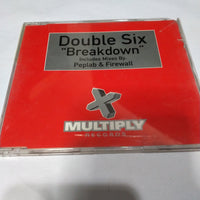 Double Six
"Breakdown"
Includes Mixes By
Peplab & Firewall
MULTIPLY
RECORDS